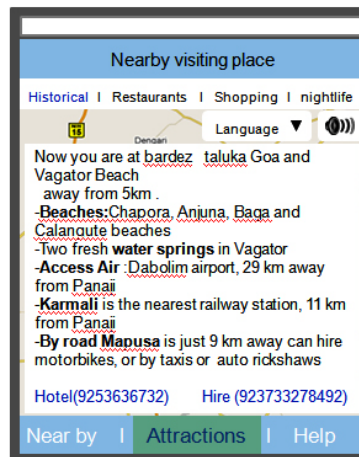 Nearby visiting place
Historical I Restaurants I Shopping I nightlife
NH
15
Language ▼
Dengari
Now you are at bardez taluka Goa and
Vagator Beach
away from 5km .
-Beaches:Chapora, Anjuna, Baga and
Calangute beaches
-Two fresh water springs in Vagator
-Access Air :Dabolim airport, 29 km away
from Panaji
-Karmali is the nearest railway station, 11 km
from Panaji
-By road Mapusa is just 9 km away can hire
motorbikes, or by taxis or auto rickshaws
Hotel(9253636732) Hire (923733278492)
Near by I Attractions I Help